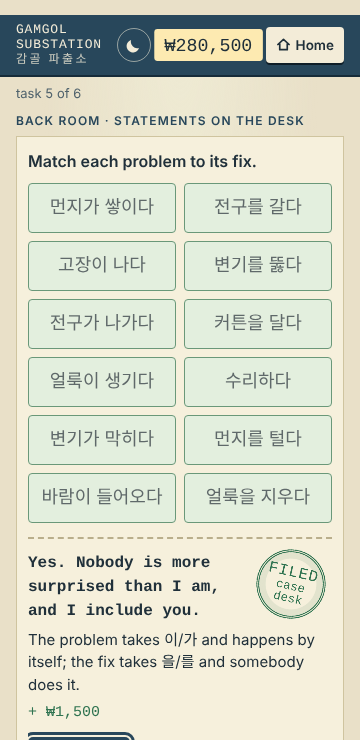 GAMGOL
SUBSTATION
감골 파출소
₩280,500
Home
task 5 of 6
BACK ROOM · STATEMENTS ON THE DESK
Match each problem to its fix.
먼지가 쌓이다
전구를 갈다
고장이 나다
변기를 뚫다
전구가 나가다
커튼을 달다
얼룩이 생기다
수리하다
변기가 막히다
먼지를 털다
바람이 들어오다
얼룩을 지우다
Yes. Nobody is more
surprised than I am,
and I include you.
FILED
case
desk
The problem takes 이/가 and happens by
itself; the fix takes 을/를 and somebody
does it.
+ ₩1,500